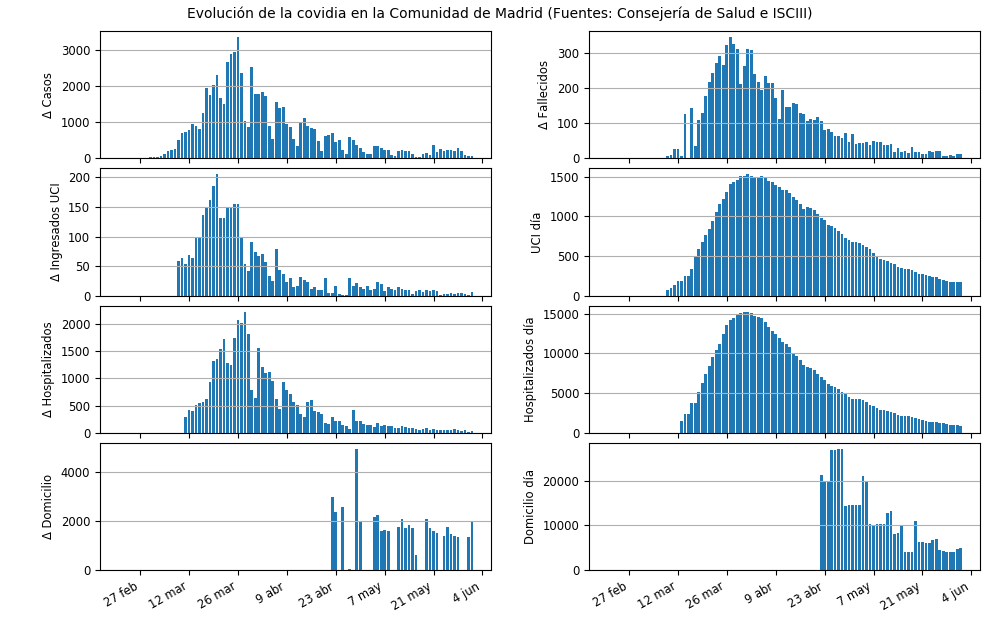 Evolución de la covidia en la Comunidad de Madrid (Fuentes: Consejería de Salud e ISCIII)
Δ Casos
3000
2000
1000
0
Δ Fallecidos
300
200
100
0
Δ Ingresados UCI
200
150
100
50
0
UCI día
1500
1000
500
0
Δ Hospitalizados
2000
1500
1000
500
0
Hospitalizados día
15000
10000
5000
0
Δ Domicilio
4000
2000
0
Domicilio día
20000
10000
0
27 feb 12 mar 26 mar 9 abr 23 abr 7 may 21 may 4 jun
27 feb 12 mar 26 mar 9 abr 23 abr 7 may 21 may 4 jun